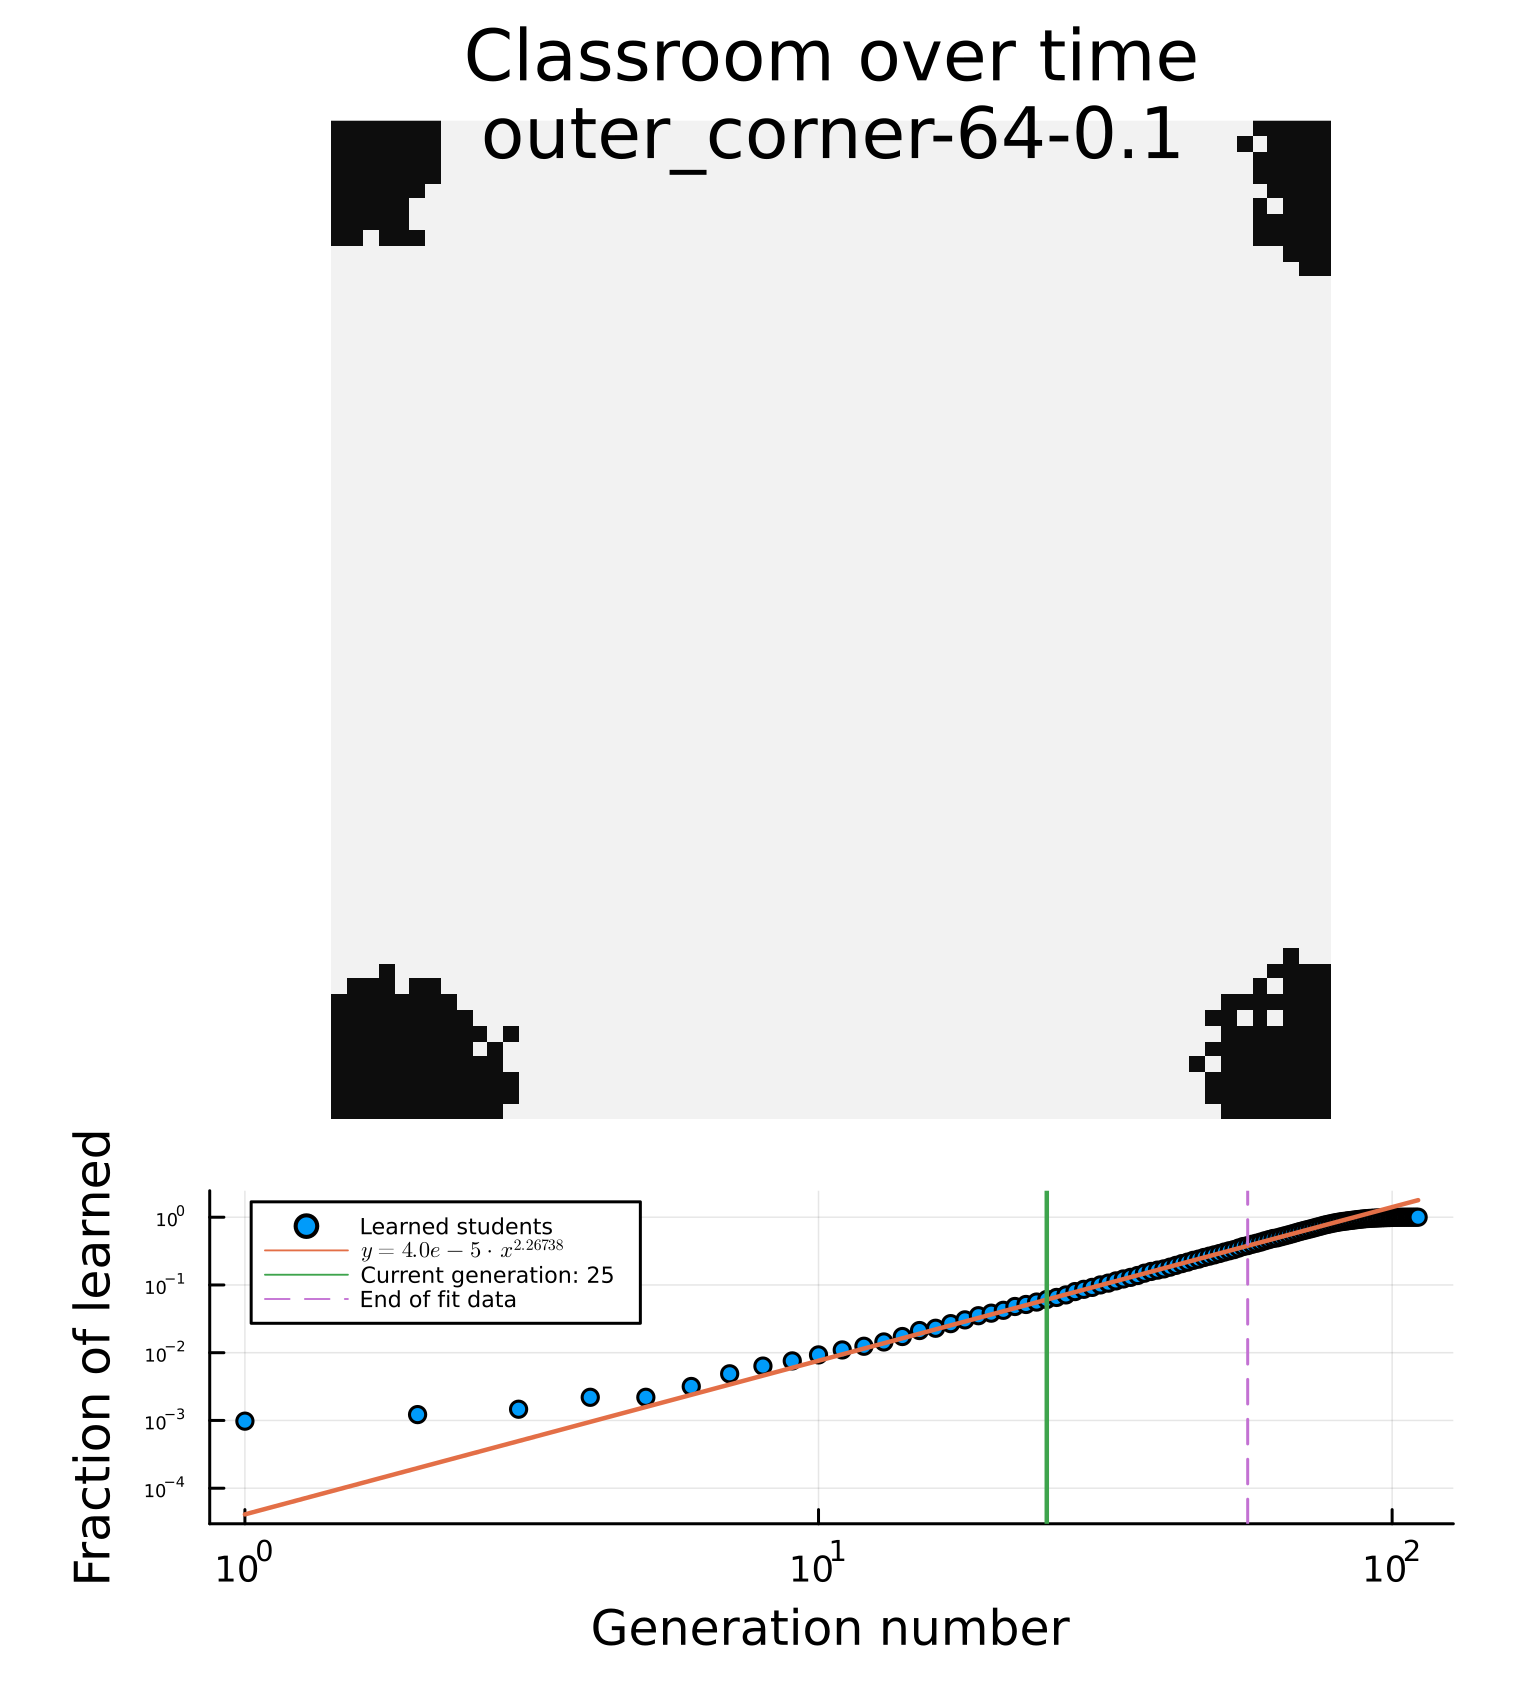 Classroom over time
outer_corner-64-0.1
Fraction of learned
10^0
10^-1
10^-2
10^-3
10^-4
Learned students
y = 4.0e − 5 · x^2.26738
Current generation: 25
End of fit data
10^0 10^1 10^2
Generation number